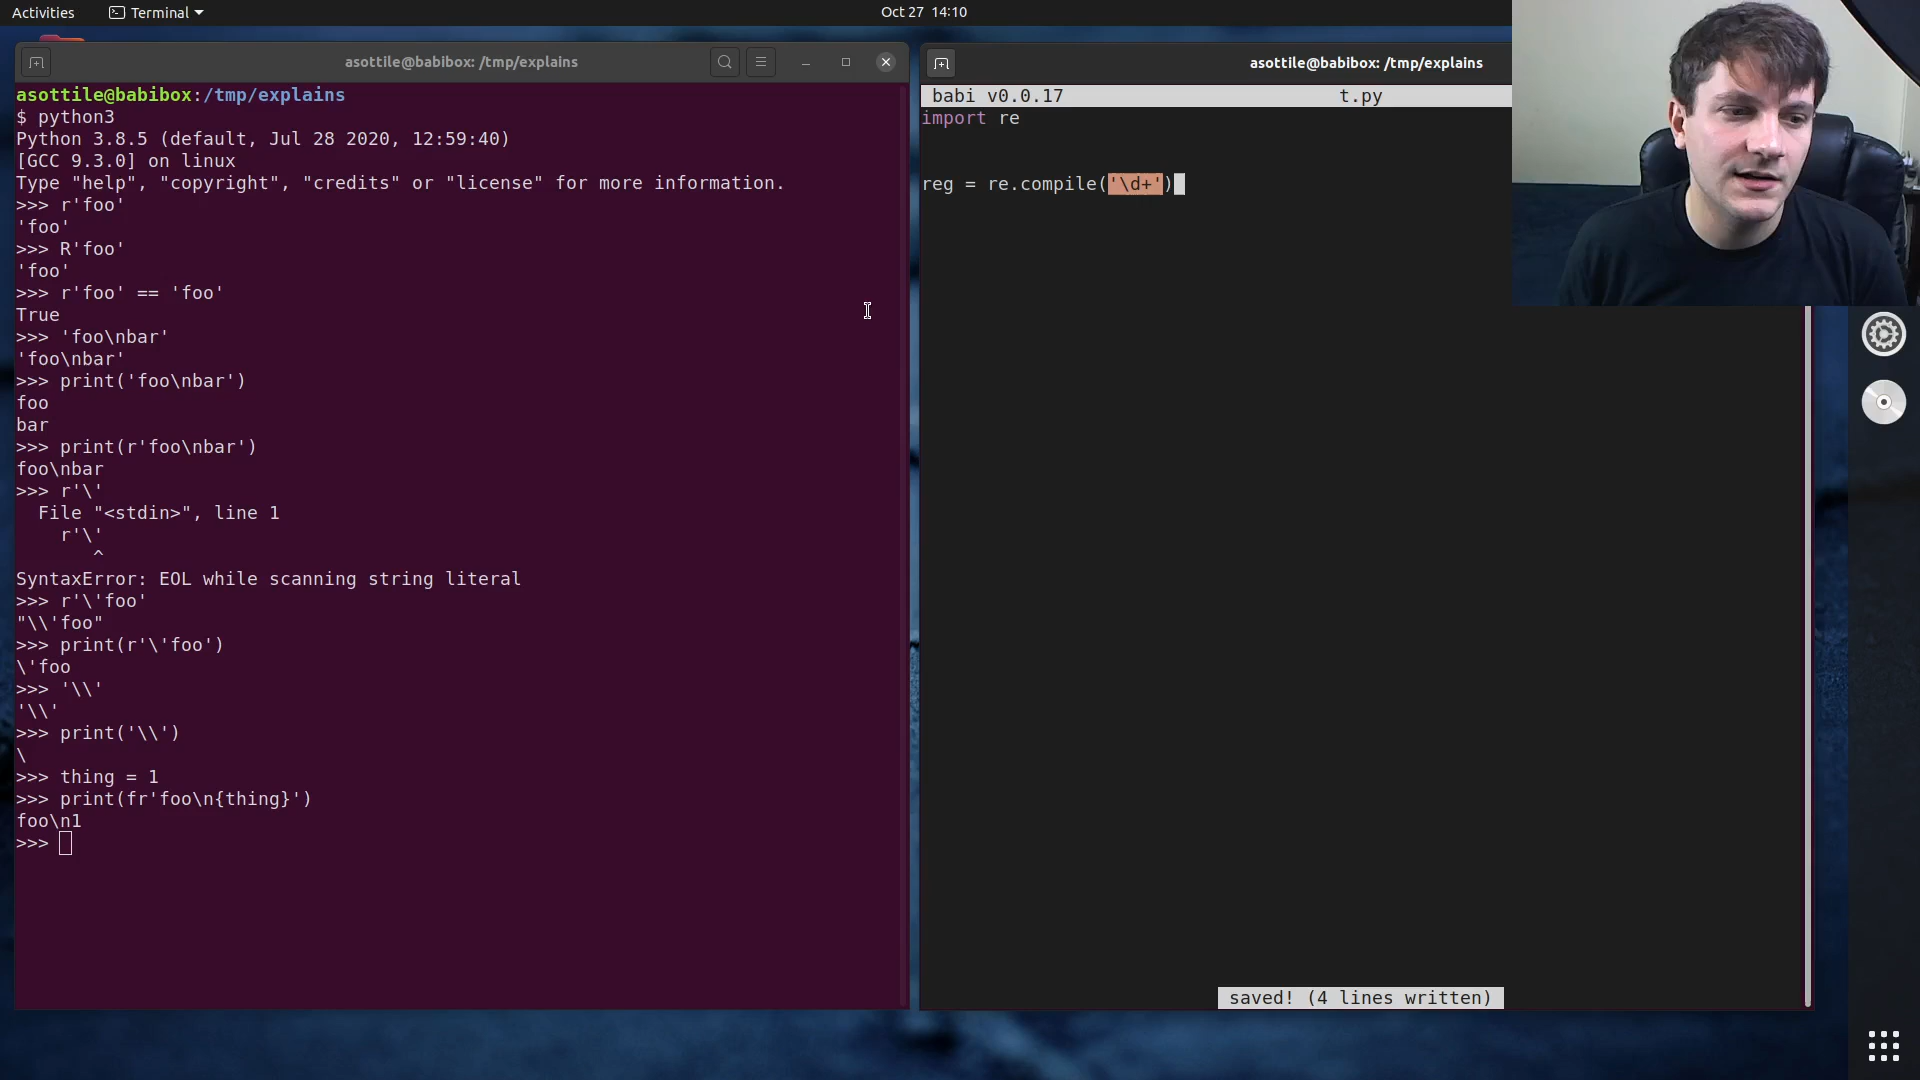 Activities
Terminal
Oct 27 14:10
asottile@babibox: /tmp/explains
asottile@babibox:/tmp/explains
$ python3
Python 3.8.5 (default, Jul 28 2020, 12:59:40)
[GCC 9.3.0] on linux
Type "help", "copyright", "credits" or "license" for more information.
>>> r'foo'
'foo'
>>> R'foo'
'foo'
>>> r'foo' == 'foo'
True
>>> 'foo\nbar'
'foo\nbar'
>>> print('foo\nbar')
foo
bar
>>> print(r'foo\nbar')
foo\nbar
>>> r'\'
  File "<stdin>", line 1
    r'\'
       ^
SyntaxError: EOL while scanning string literal
>>> r'\'foo'
"\\'foo"
>>> print(r'\'foo')
\'foo
>>> '\\'
'\\'
>>> print('\\')
\
>>> thing = 1
>>> print(fr'foo\n{thing}')
foo\n1
>>>
asottile@babibox: /tmp/explains
babi v0.0.17 t.py
import re
reg = re.compile('\d+')
saved! (4 lines written)